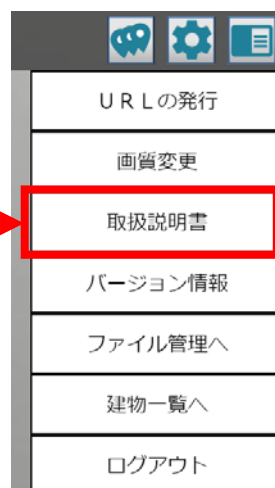 ＵＲＬの発行
画質変更
取扱説明書
バージョン情報
ファイル管理へ
建物一覧へ
ログアウト